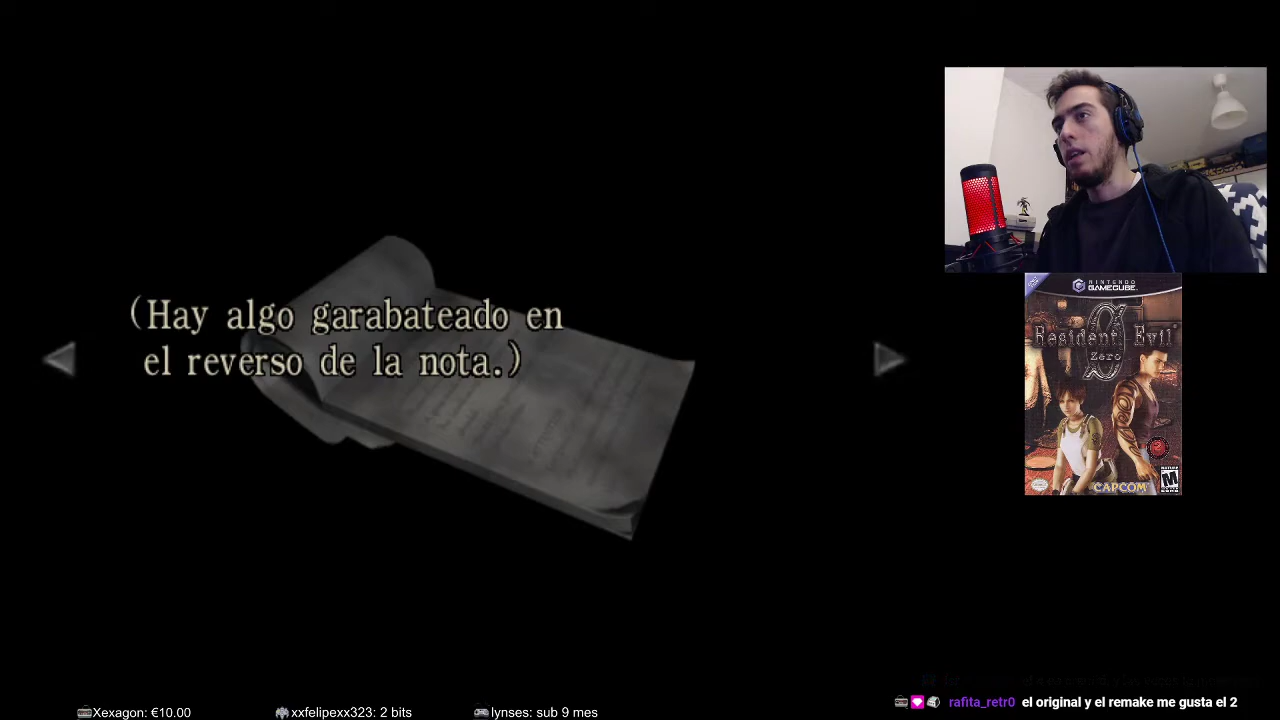 (Hay algo garabateado en
el reverso de la nota.)
NINTENDO
GAMECUBE
Resident Evil
Zero
MATURE
M
CAPCOM
rafita_retr0 el original y el remake me gusta el 2
Xexagon: €10.00
xxfelipexx323: 2 bits
lynses: sub 9 mes